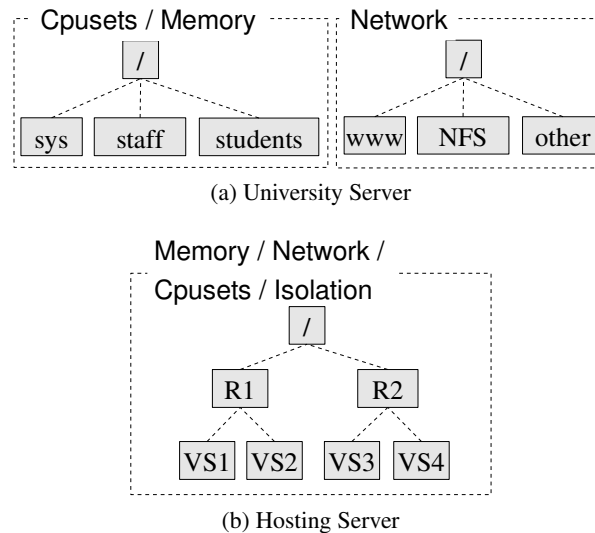 Cpusets / Memory
Network
/
/
sys staff students
www NFS other
(a) University Server
Memory / Network /
Cpusets / Isolation
/
R1 R2
VS1 VS2 VS3 VS4
(b) Hosting Server